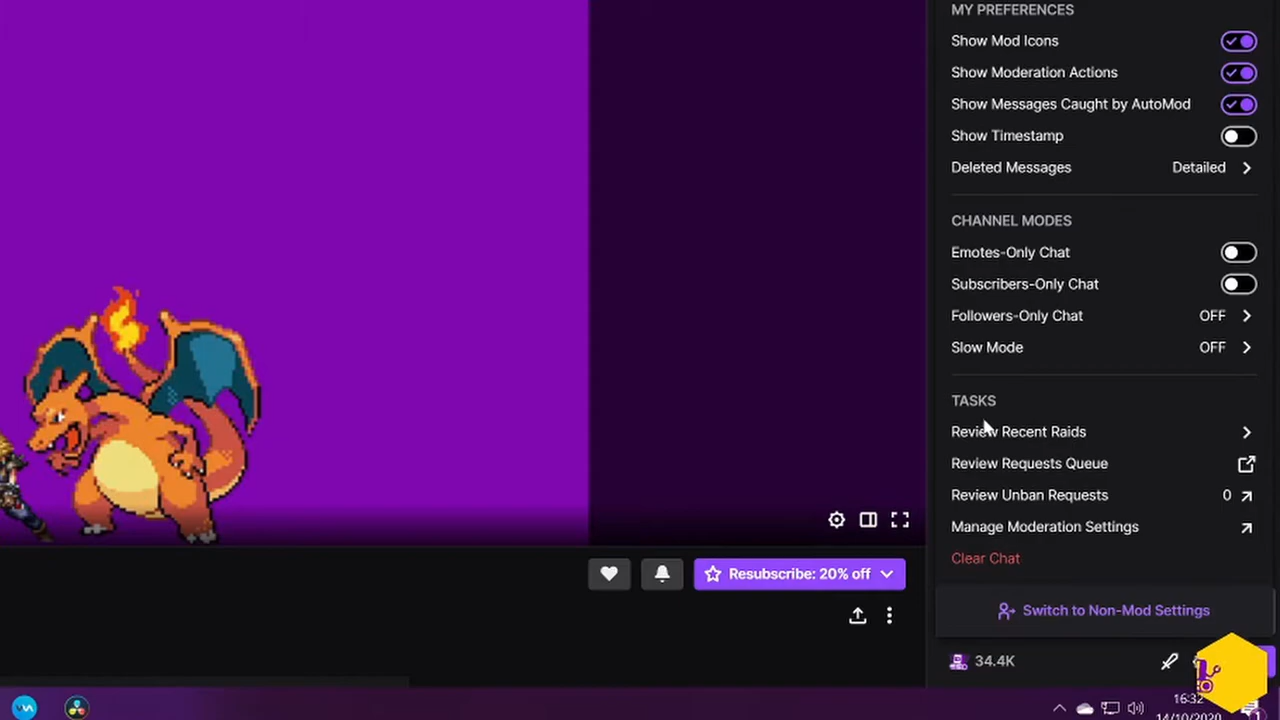 MY PREFERENCES
Show Mod Icons
Show Moderation Actions
Show Messages Caught by AutoMod
Show Timestamp
Deleted Messages Detailed
CHANNEL MODES
Emotes-Only Chat
Subscribers-Only Chat
Followers-Only Chat OFF
Slow Mode OFF
TASKS
Review Recent Raids
Review Requests Queue
Review Unban Requests 0
Manage Moderation Settings
Clear Chat
Resubscribe: 20% off
Switch to Non-Mod Settings
34.4K
16:32
14/10/2020